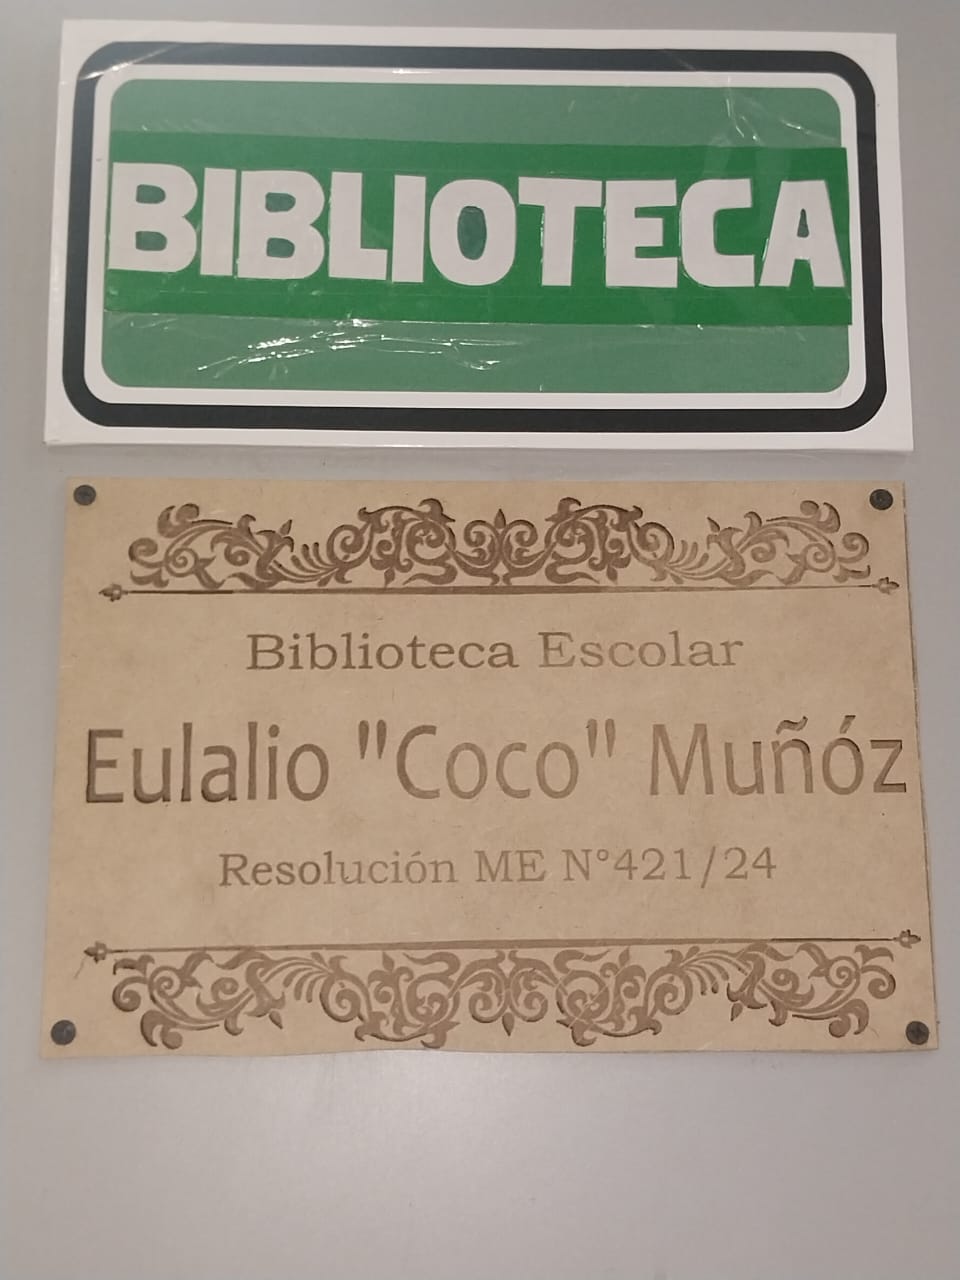 BIBLIOTECA
Biblioteca Escolar
Eulalio "Coco" Muñóz
Resolución ME N°421/24